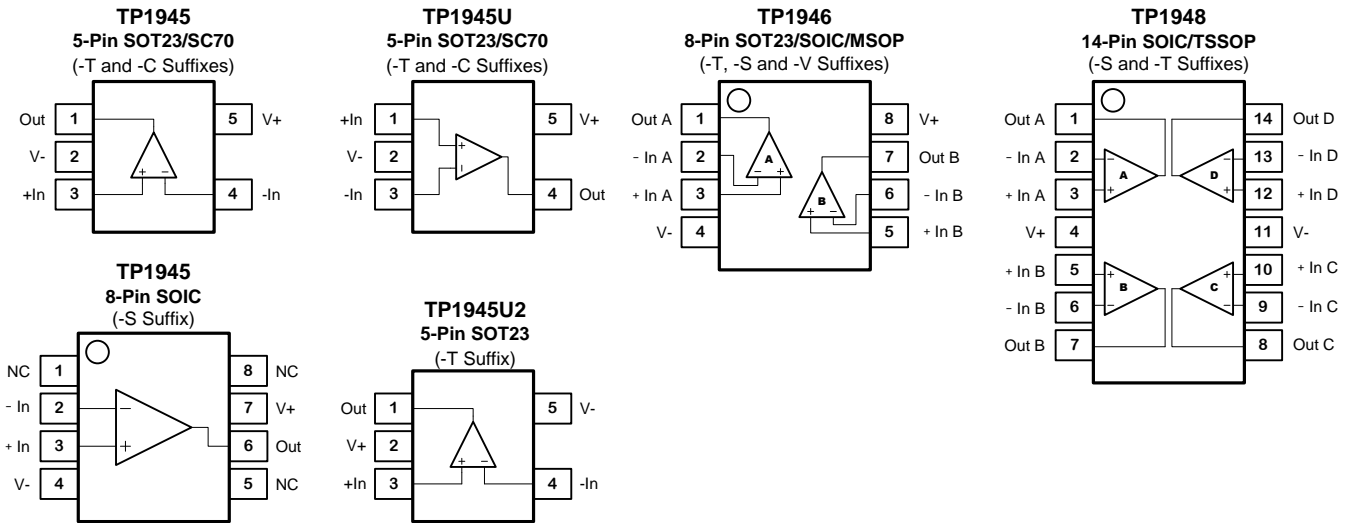 TP1945
5-Pin SOT23/SC70
(-T and -C Suffixes)
Out 1 5 V+
V- 2
+In 3 4 -In
+ −
TP1945U
5-Pin SOT23/SC70
(-T and -C Suffixes)
+In 1 5 V+
V- 2
-In 3 4 Out
+
−
TP1946
8-Pin SOT23/SOIC/MSOP
(-T, -S and -V Suffixes)
Out A 1 8 V+
- In A 2 7 Out B
+ In A 3 6 - In B
V- 4 5 + In B
A
− +
B
+ −
TP1948
14-Pin SOIC/TSSOP
(-S and -T Suffixes)
Out A 1 14 Out D
- In A 2 13 - In D
+ In A 3 12 + In D
V+ 4 11 V-
+ In B 5 10 + In C
- In B 6 9 - In C
Out B 7 8 Out C
− A D −
+ +
+ B C +
− −
TP1945
8-Pin SOIC
(-S Suffix)
NC 1 8 NC
- In 2 7 V+
+ In 3 6 Out
V- 4 5 NC
−
+
TP1945U2
5-Pin SOT23
(-T Suffix)
Out 1 5 V-
V+ 2
+In 3 4 -In
+ −